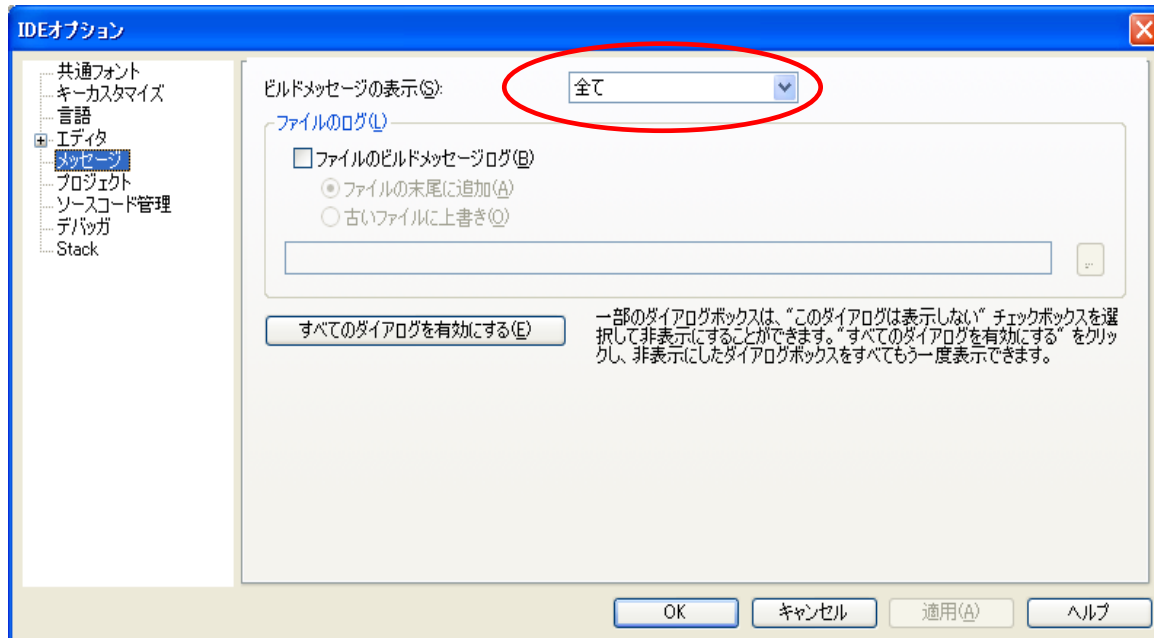 IDEオプション
共通フォント
キーカスタマイズ
言語
エディタ
メッセージ
プロジェクト
ソースコード管理
デバッガ
Stack
ビルドメッセージの表示(S):
全て
ファイルのログ(L)
ファイルのビルドメッセージログ(B)
ファイルの末尾に追加(A)
古いファイルに上書き(O)
...
すべてのダイアログを有効にする(E)
一部のダイアログボックスは、“このダイアログは表示しない” チェックボックスを選
択して非表示にすることができます。“すべてのダイアログを有効にする” をクリッ
クし、非表示にしたダイアログボックスをすべてもう一度表示できます。
OK
キャンセル
適用(A)
ヘルプ